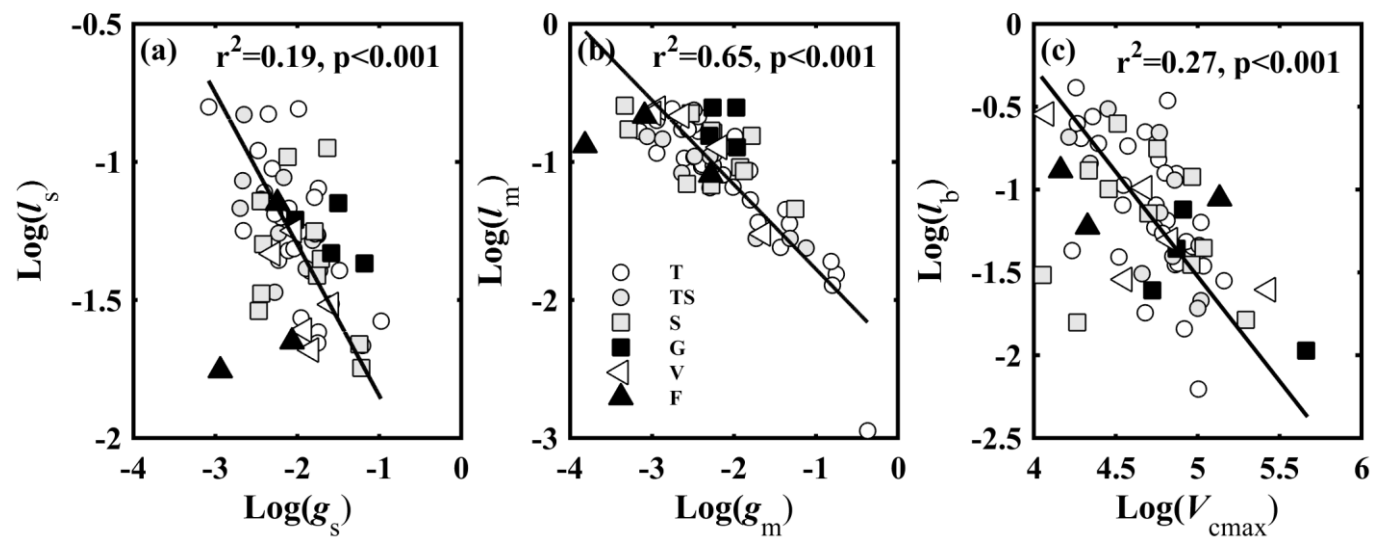 (a) r²=0.19, p<0.001
-0.5
-1
-1.5
-2
Log(lₛ)
-4 -3 -2 -1 0
Log(gₛ)
(b) r²=0.65, p<0.001
0
-1
-2
-3
Log(lₘ)
T
TS
S
G
V
F
-4 -3 -2 -1 0
Log(gₘ)
(c) r²=0.27, p<0.001
0
-0.5
-1
-1.5
-2
-2.5
Log(l_b)
4 4.5 5 5.5 6
Log(V_cmax)